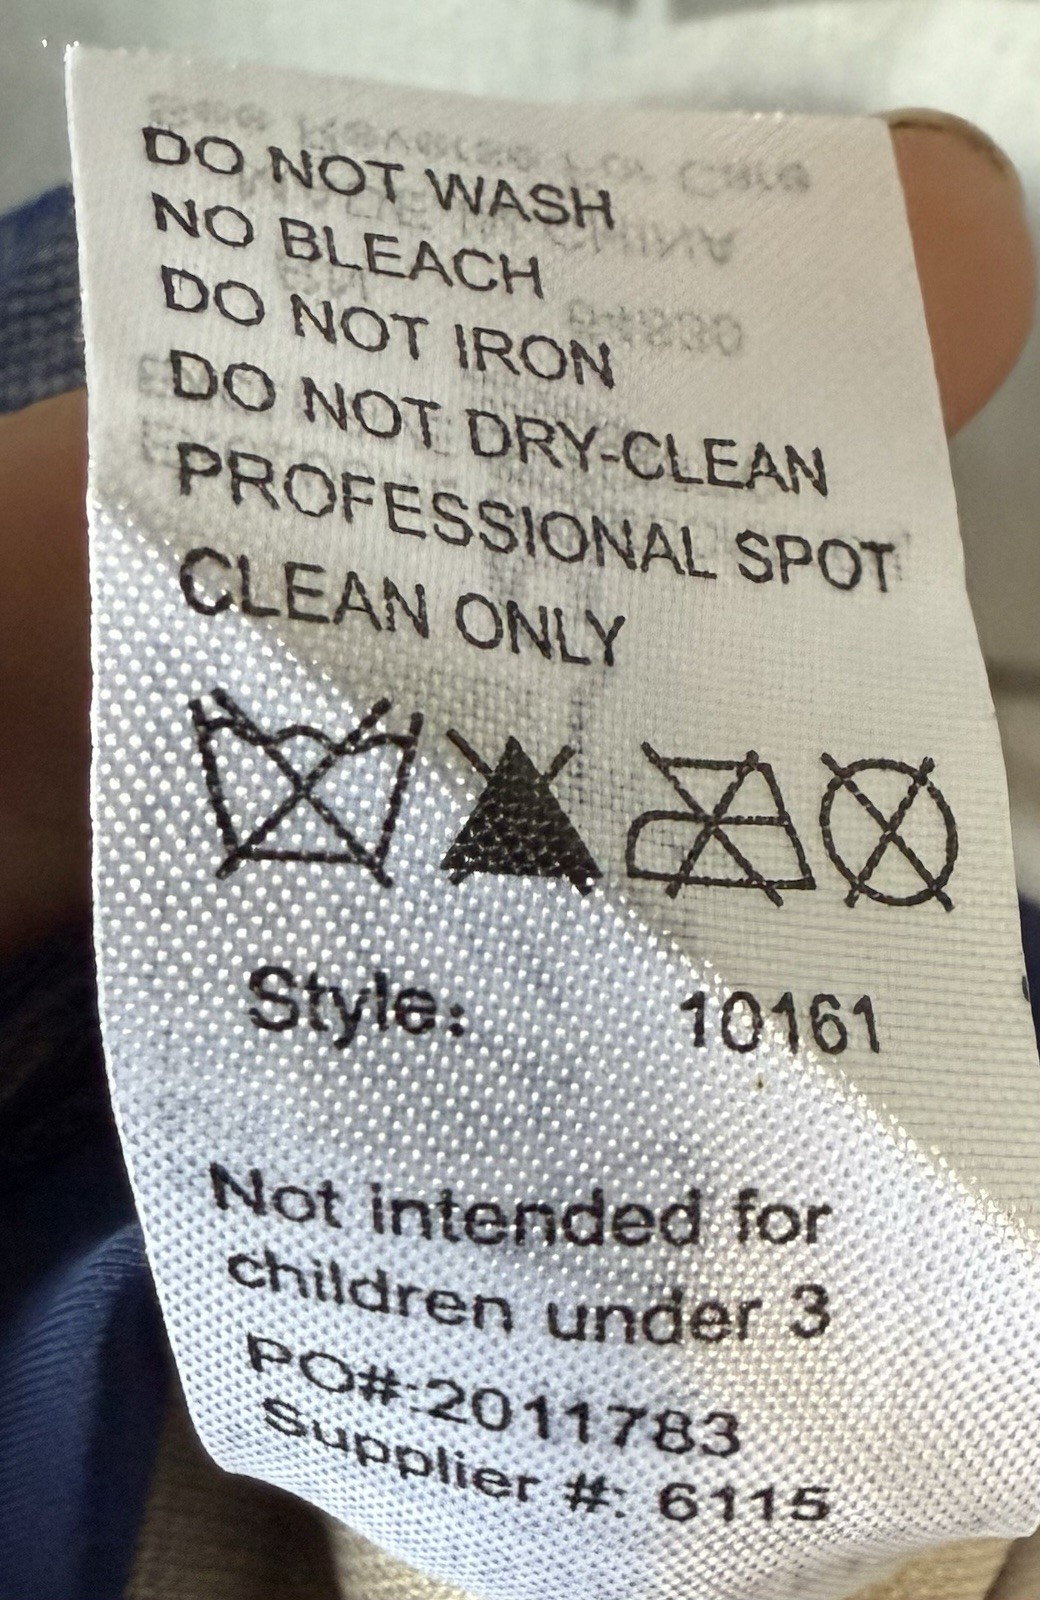 DO NOT WASH
NO BLEACH
DO NOT IRON
DO NOT DRY-CLEAN
PROFESSIONAL SPOT
CLEAN ONLY
Style: 10161
Not intended for
children under 3
PO#:2011783
Supplier #: 6115